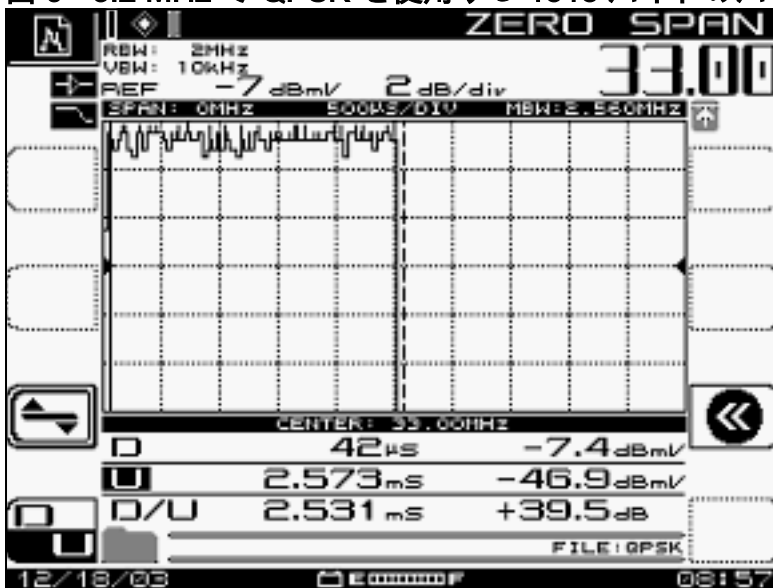 ZERO SPAN
RBW: 2MHz
VBW: 10kHz
33.00
REF -7 dBmV 2 dB/div
SPAN: 0MHz 500µS/DIV MBW:2.560MHz
CENTER: 33.00MHz
D 42µs -7.4dBmV
U 2.573ms -46.9dBmV
D/U 2.531ms +39.5dB
D
U
FILE:QPSK
12/18/03 E F 08:57